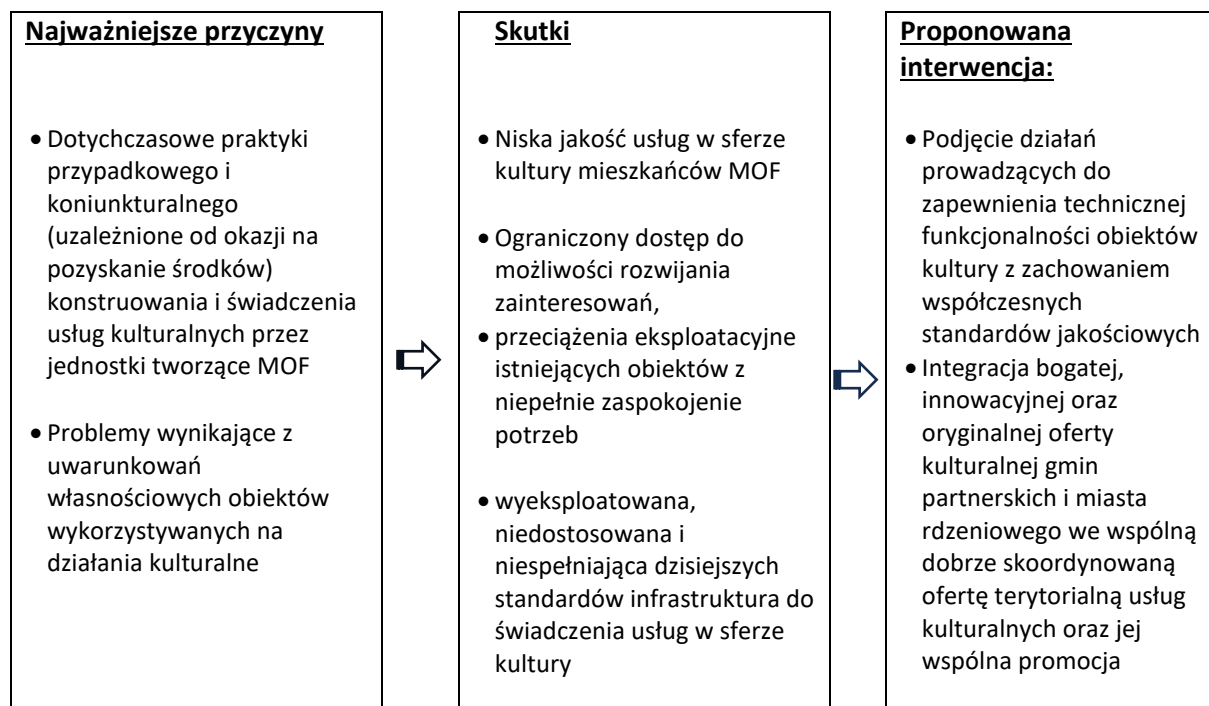 Najważniejsze przyczyny
• Dotychczasowe praktyki
przypadkowego i
koniunkturalnego
(uzależnione od okazji na
pozyskanie środków)
konstruowania i świadczenia
usług kulturalnych przez
jednostki tworzące MOF
• Problemy wynikające z
uwarunkowań
własnościowych obiektów
wykorzystywanych na
działania kulturalne
Skutki
• Niska jakość usług w sferze
kultury mieszkańców MOF
• Ograniczony dostęp do
możliwości rozwijania
zainteresowań,
• przeciążenia eksploatacyjne
istniejących obiektów z
niepełnie zaspokojenie
potrzeb
• wyeksploatowana,
niedostosowana i
niespełniająca dzisiejszych
standardów infrastruktura do
świadczenia usług w sferze
kultury
Proponowana
interwencja:
• Podjęcie działań
prowadzących do
zapewnienia technicznej
funkcjonalności obiektów
kultury z zachowaniem
współczesnych
standardów jakościowych
• Integracja bogatej,
innowacyjnej oraz
oryginalnej oferty
kulturalnej gmin
partnerskich i miasta
rdzeniowego we wspólną
dobrze skoordynowaną
ofertę terytorialną usług
kulturalnych oraz jej
wspólna promocja